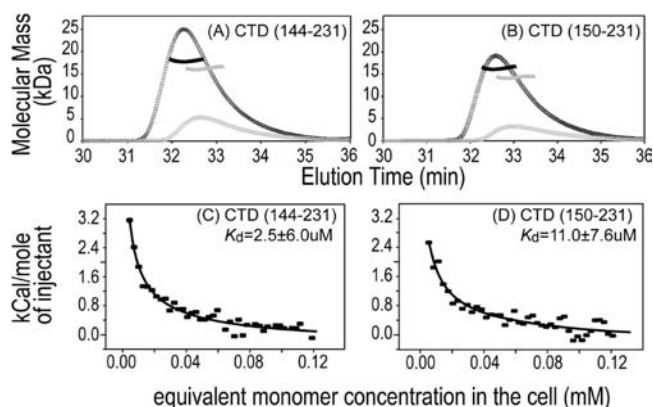 Molecular Mass
(kDa)
25
20
15
10
5
0
(A) CTD (144-231)
30 31 32 33 34 35 36
25
20
15
10
5
0
(B) CTD (150-231)
30 31 32 33 34 35 36
Elution Time (min)
kCal/mole
of injectant
3.2
2.4
1.6
0.8
0.0
(C) CTD (144-231)
Kd=2.5±6.0uM
0.00 0.04 0.08 0.12
3.2
2.4
1.6
0.8
0.0
(D) CTD (150-231)
Kd=11.0±7.6uM
0.00 0.04 0.08 0.12
equivalent monomer concentration in the cell (mM)